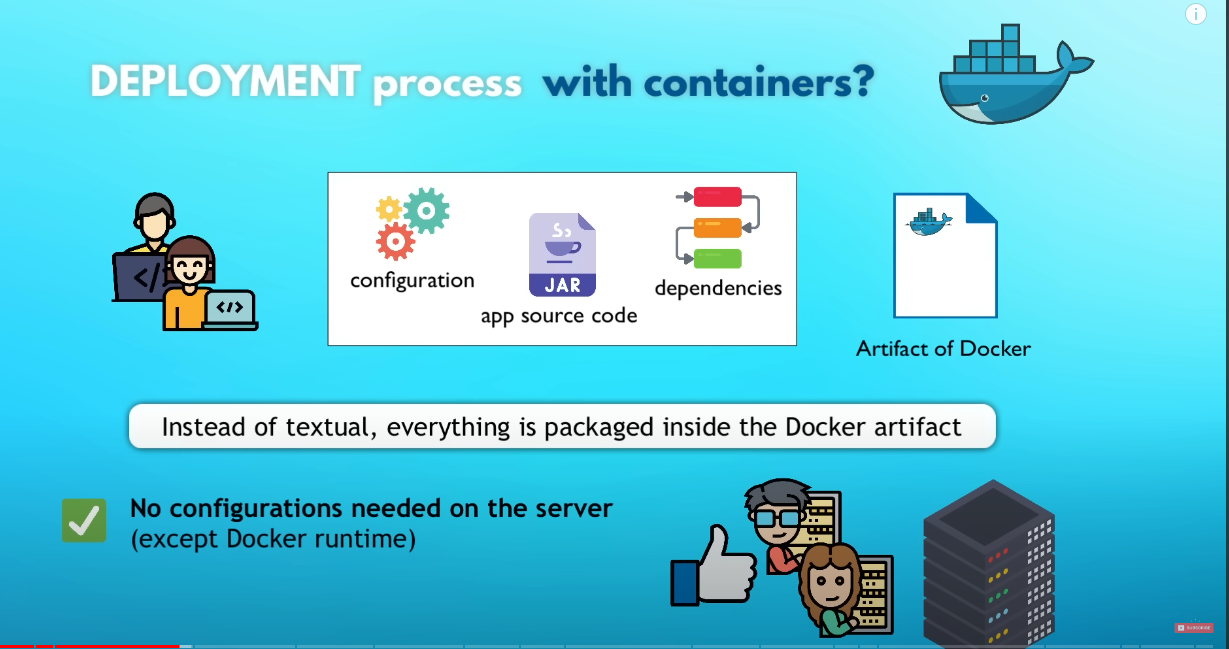 DEPLOYMENT process with containers?
configuration
JAR
app source code
dependencies
</>
</>
Artifact of Docker
Instead of textual, everything is packaged inside the Docker artifact
No configurations needed on the server
(except Docker runtime)
SUBSCRIBE